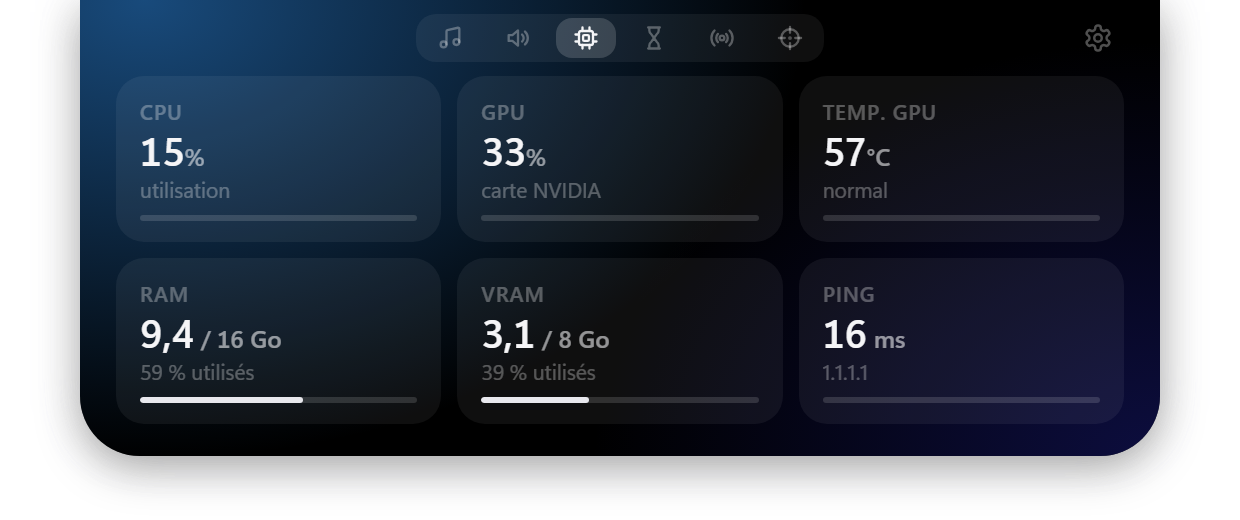 CPU
15%
utilisation
GPU
33%
carte NVIDIA
TEMP. GPU
57°C
normal
RAM
9,4 / 16 Go
59 % utilisés
VRAM
3,1 / 8 Go
39 % utilisés
PING
16 ms
1.1.1.1